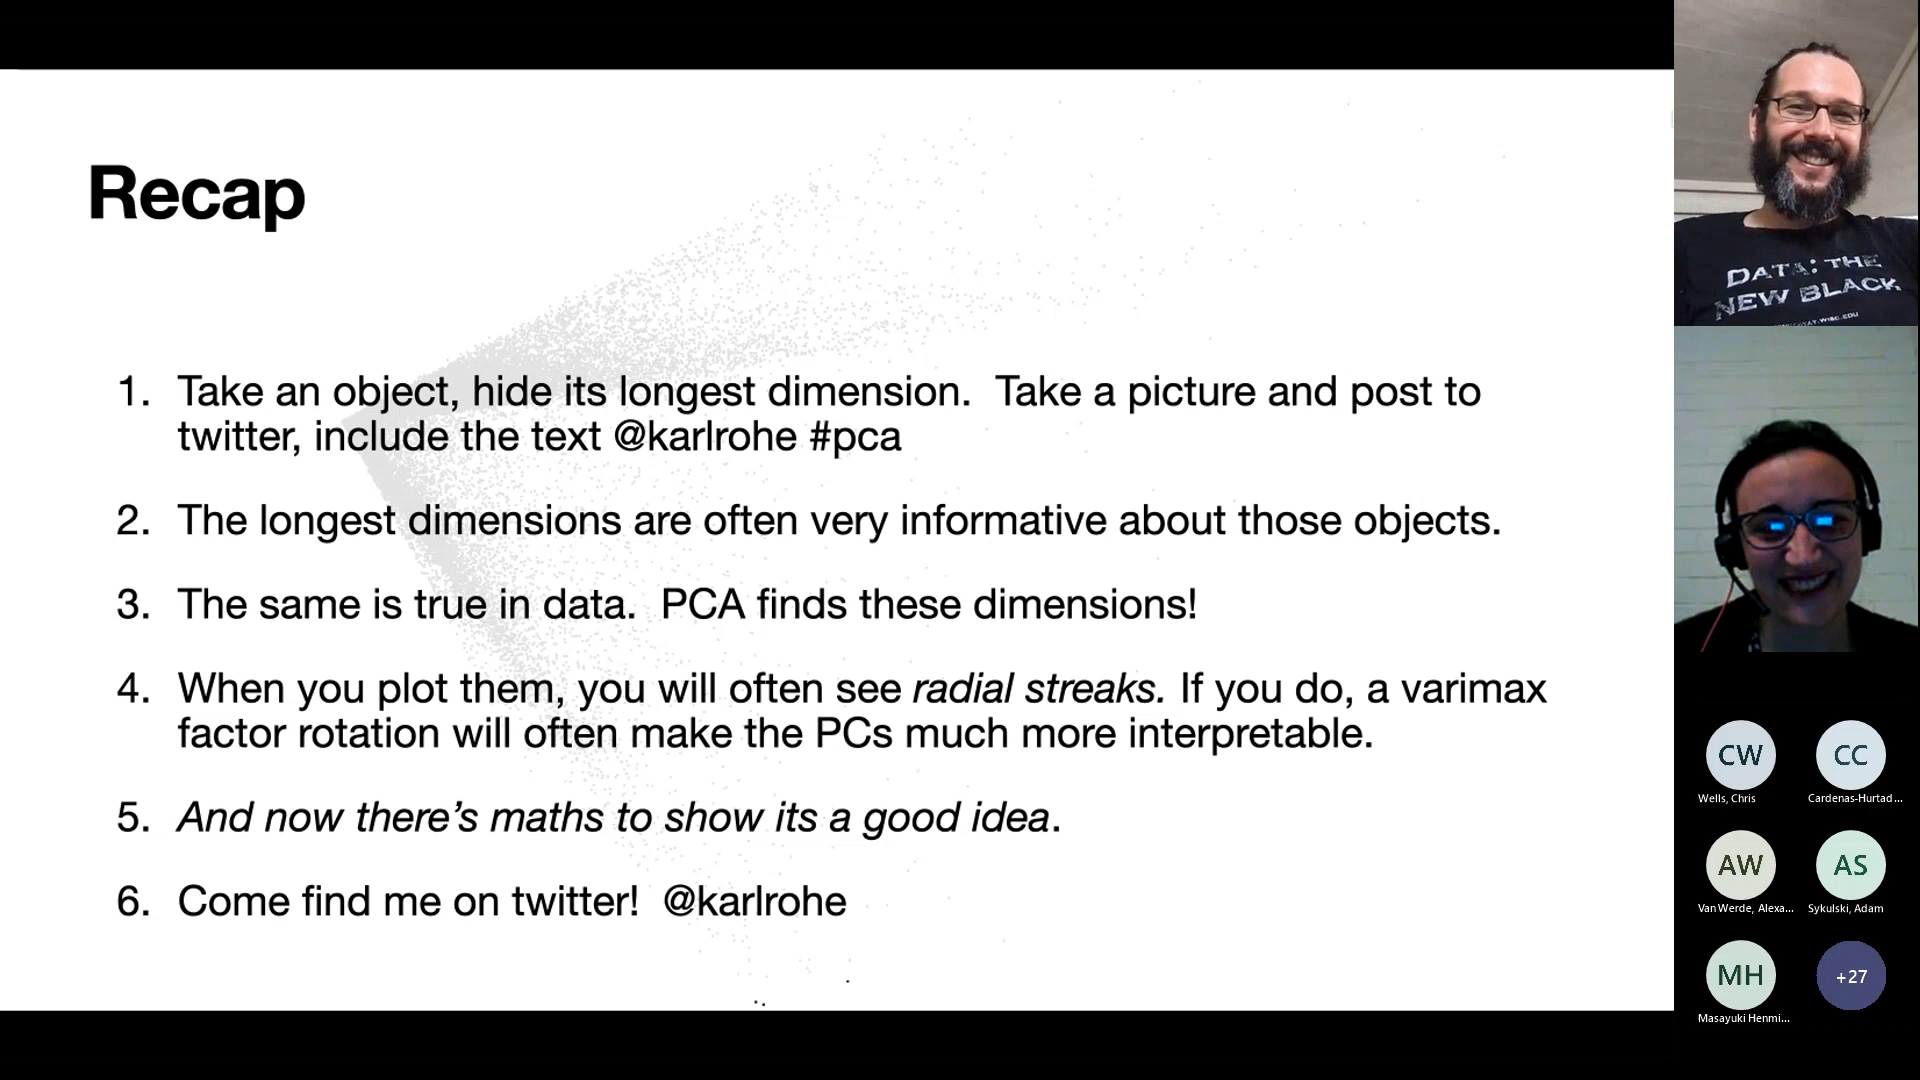 Recap
1. Take an object, hide its longest dimension.  Take a picture and post to
twitter, include the text @karlrohe #pca
2. The longest dimensions are often very informative about those objects.
3. The same is true in data.  PCA finds these dimensions!
4. When you plot them, you will often see radial streaks. If you do, a varimax
factor rotation will often make the PCs much more interpretable.
5. And now there’s maths to show its a good idea.
6. Come find me on twitter!  @karlrohe
DATA: THE
NEW BLACK
CW
CC
Wells, Chris
Cardenas-Hurtad...
AW
AS
Van Werde, Alexa...
Sykulski, Adam
MH
+27
Masayuki Henmi...